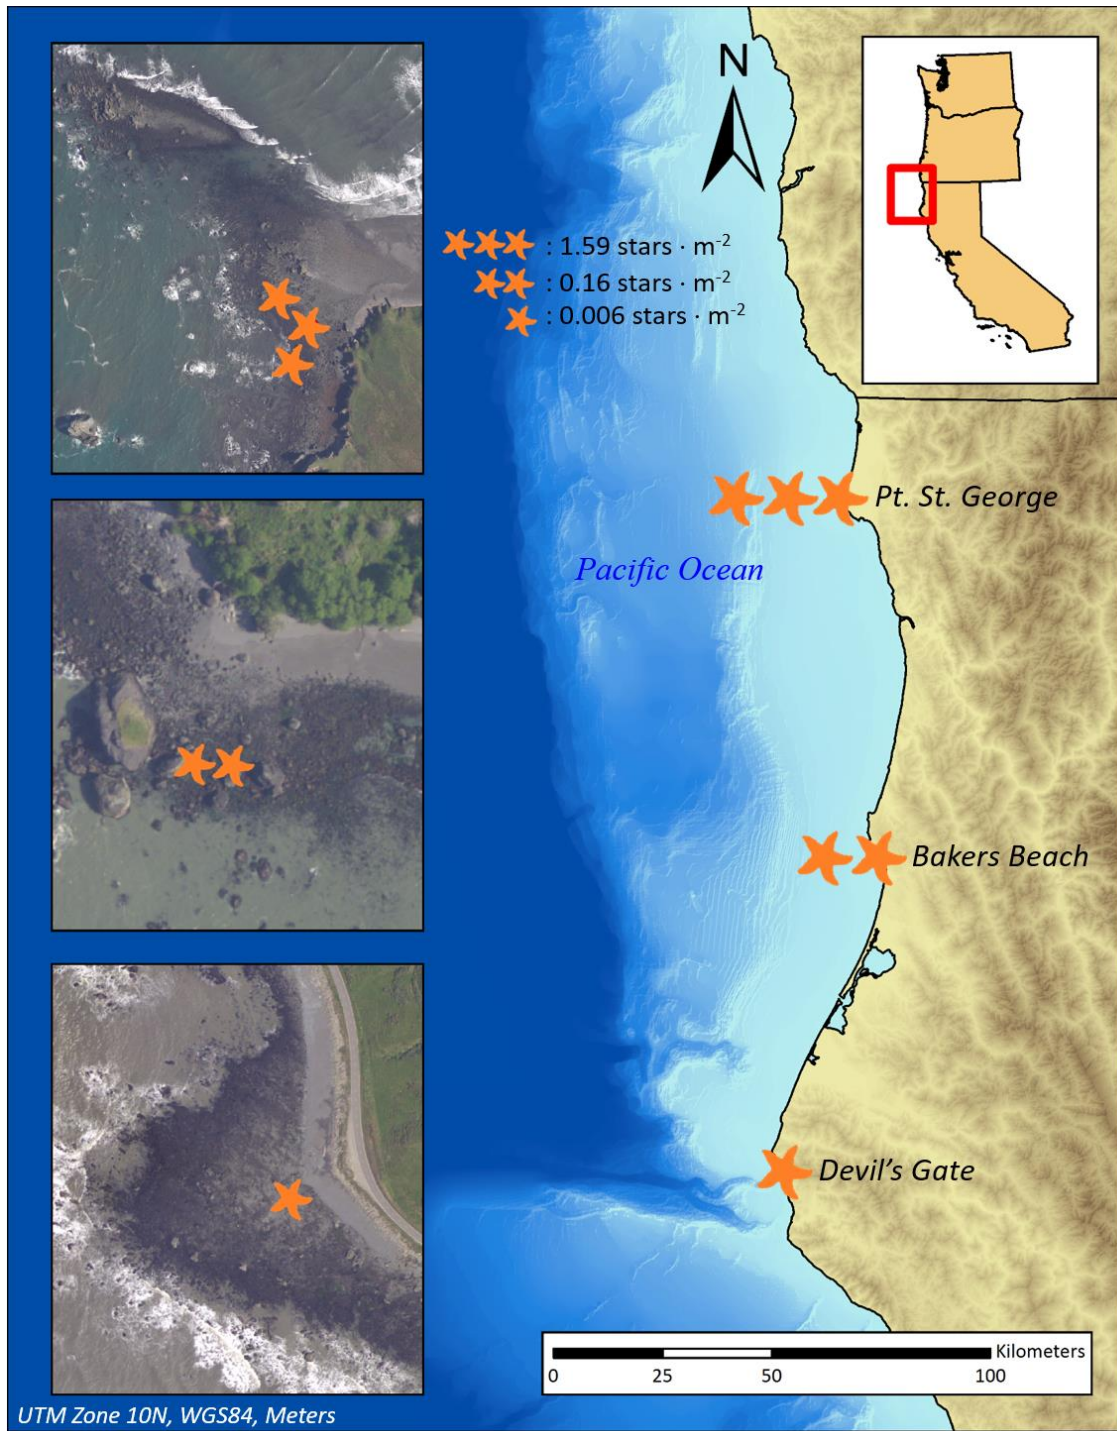 N
: 1.59 stars · m⁻²
: 0.16 stars · m⁻²
: 0.006 stars · m⁻²
Pt. St. George
Pacific Ocean
Bakers Beach
Devil’s Gate
Kilometers
0 25 50 100
UTM Zone 10N, WGS84, Meters